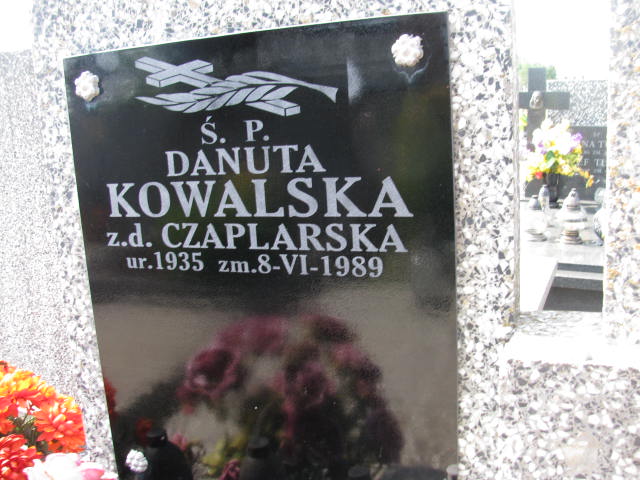 Ś. P.
DANUTA
KOWALSKA
z.d. CZAPLARSKA
ur.1935 zm.8-VI-1989